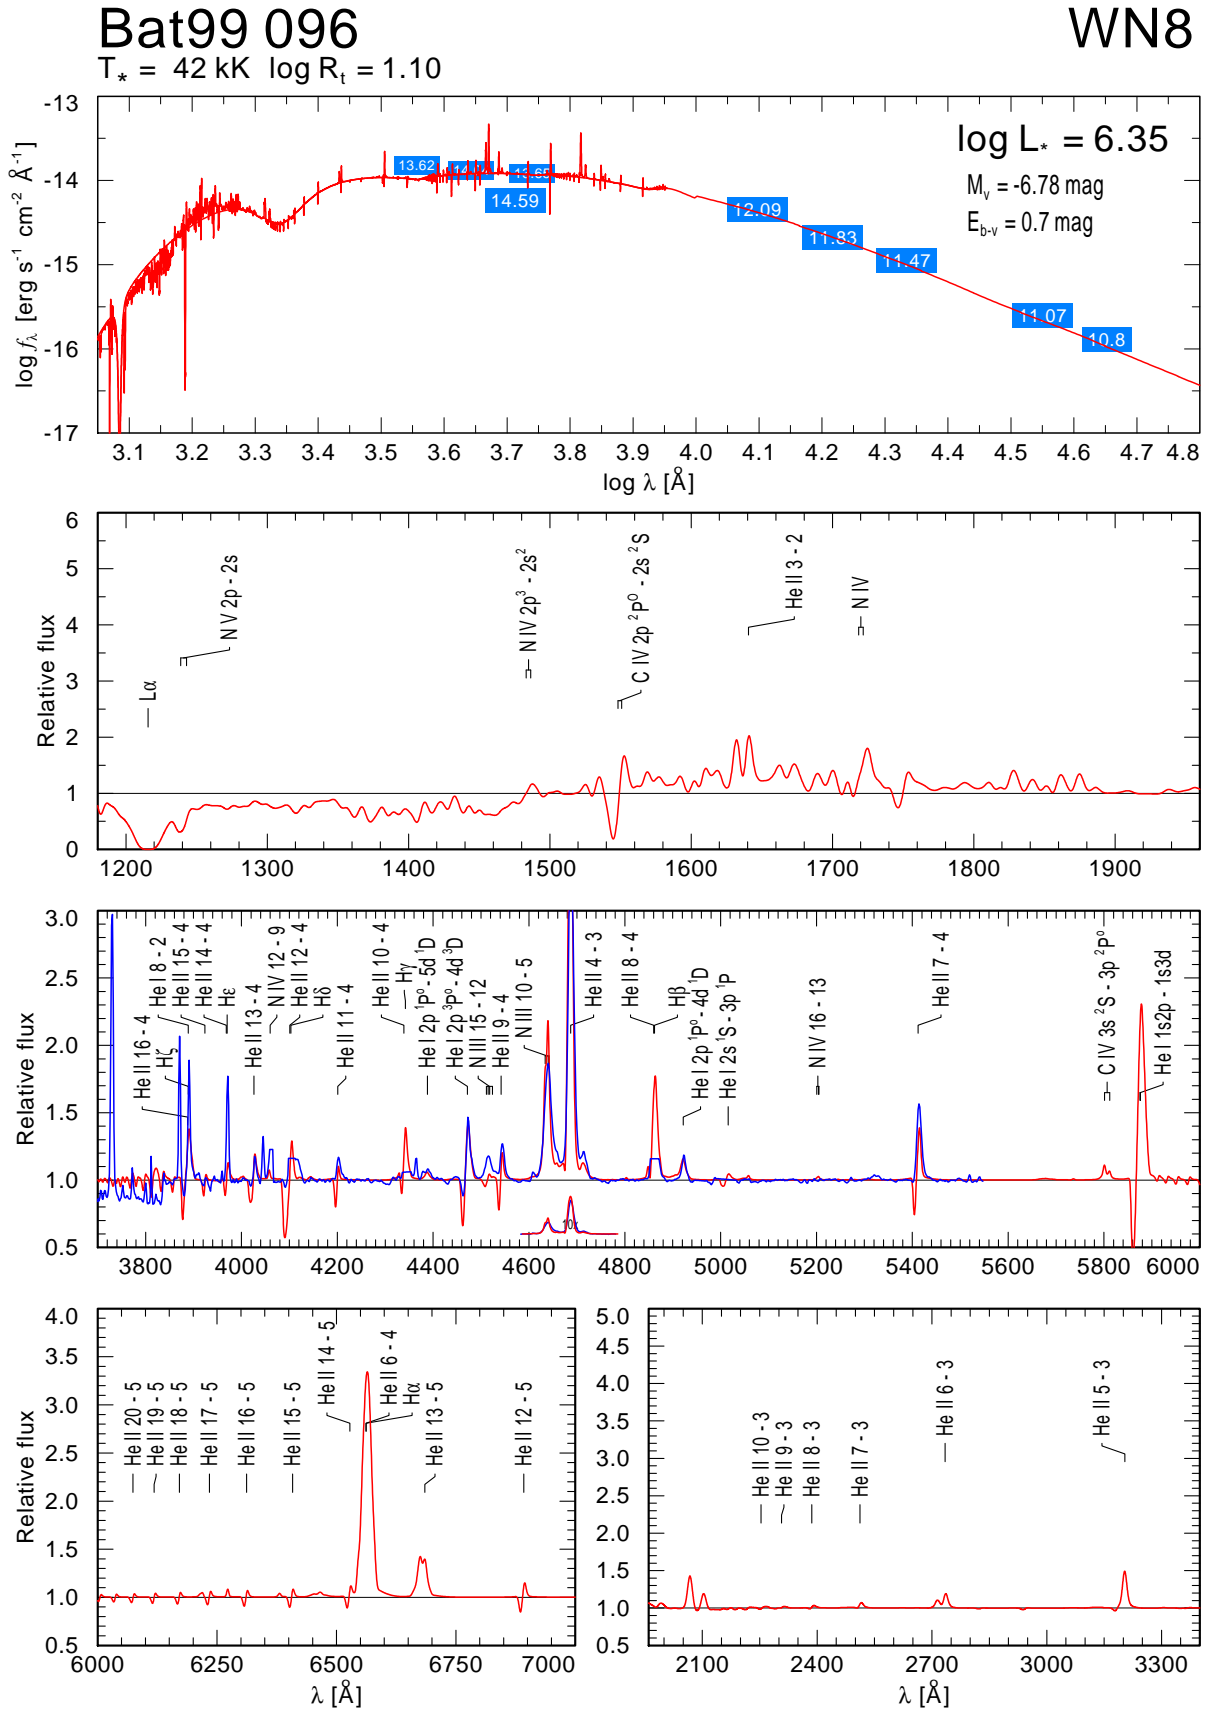 Bat99 096
WN8
T* = 42 kK log Rt = 1.10
log L* = 6.35
Mv = -6.78 mag
Eb-v = 0.7 mag
13.62
14.59
12.09
11.83
11.47
11.07
10.8
-13
-14
-15
-16
-17
log fλ [erg s-1 cm-2 Å-1]
3.1 3.2 3.3 3.4 3.5 3.6 3.7 3.8 3.9 4.0 4.1 4.2 4.3 4.4 4.5 4.6 4.7 4.8
log λ [Å]
6
5
4
3
2
1
0
Relative flux
Lα
N V 2p - 2s
N IV 2p3 - 2s2
C IV 2p 2P0 - 2s 2S
He II 3 - 2
N IV
1200 1300 1400 1500 1600 1700 1800 1900
3.0
2.5
2.0
1.5
1.0
0.5
Relative flux
He II 16 - 4
Hζ
He I 8 - 2
He II 15 - 4
He II 14 - 4
Hε
He II 13 - 4
N IV 12 - 9
He II 12 - 4
Hδ
He II 11 - 4
He II 10 - 4
Hγ
He I 2p 1P0 - 5d 1D
He I 2p 3P0 - 4d 3D
N III 15 - 12
He II 9 - 4
N III 10 - 5
He II 4 - 3
He II 8 - 4
Hβ
He I 2p 1P0 - 4d 1D
He I 2s 1S - 3p 1P
N IV 16 - 13
He II 7 - 4
C IV 3s 2S - 3p 2P0
He I 1s2p - 1s3d
3800 4000 4200 4400 4600 4800 5000 5200 5400 5600 5800 6000
4.0
3.5
3.0
2.5
2.0
1.5
1.0
0.5
Relative flux
He II 20 - 5
He II 19 - 5
He II 18 - 5
He II 17 - 5
He II 16 - 5
He II 15 - 5
He II 14 - 5
He II 6 - 4
Hα
He II 13 - 5
He II 12 - 5
6000 6250 6500 6750 7000
λ [Å]
5.0
4.5
4.0
3.5
3.0
2.5
2.0
1.5
1.0
0.5
He II 10 - 3
He II 9 - 3
He II 8 - 3
He II 7 - 3
He II 6 - 3
He II 5 - 3
2100 2400 2700 3000 3300
λ [Å]